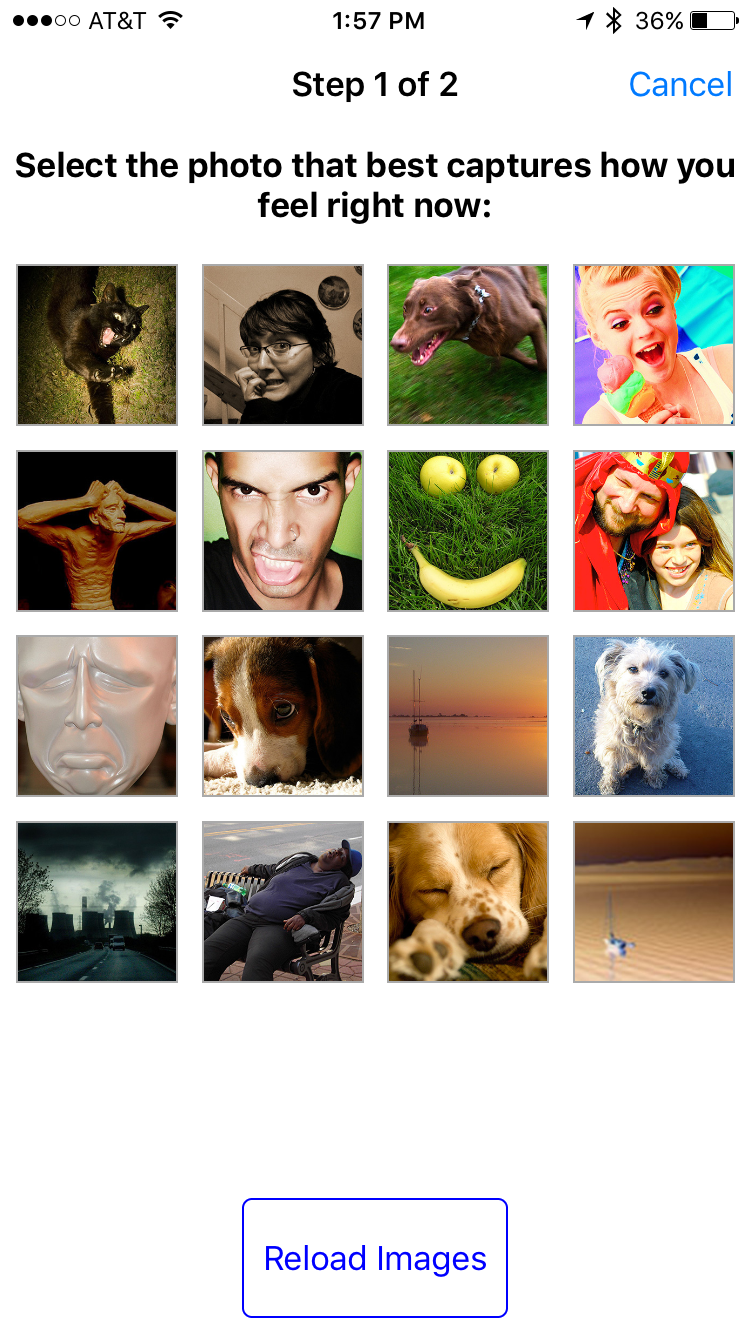 AT&T 1:57 PM 36%
Step 1 of 2 Cancel
Select the photo that best captures how you
feel right now:
Reload Images